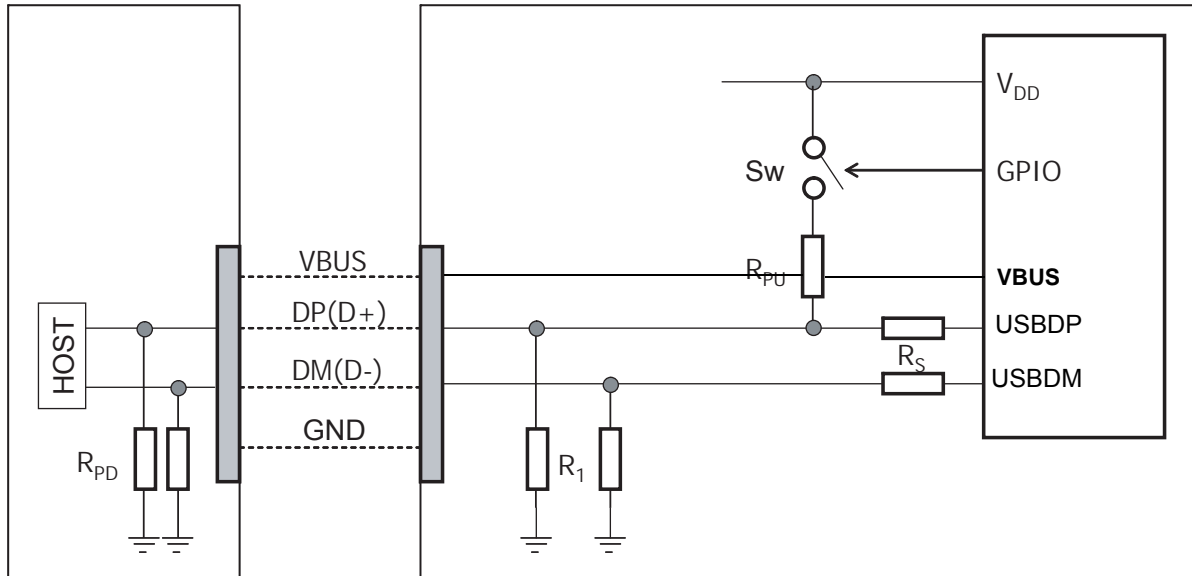 V_DD
Sw
GPIO
VBUS
R_PU
VBUS
DP(D+)
USBDP
HOST
R_S
DM(D-)
USBDM
GND
R_PD
R_1